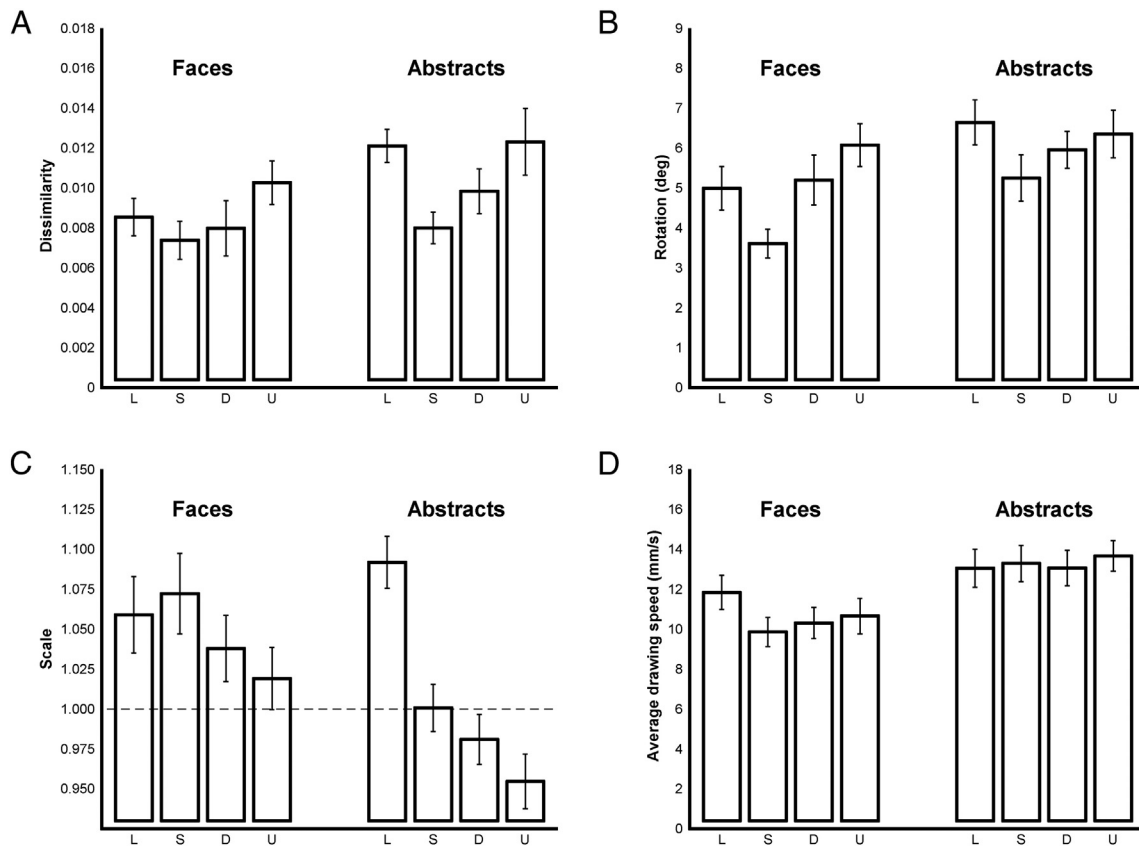 A
0.018
0.016
0.014
0.012
0.010
0.008
0.006
0.004
0.002
0
Dissimilarity
Faces Abstracts
L S D U L S D U
B
9
8
7
6
5
4
3
2
1
0
Rotation (deg)
Faces Abstracts
L S D U L S D U
C
1.150
1.125
1.100
1.075
1.050
1.025
1.000
0.975
0.950
Scale
Faces Abstracts
L S D U L S D U
D
18
16
14
12
10
8
6
4
2
0
Average drawing speed (mm/s)
Faces Abstracts
L S D U L S D U